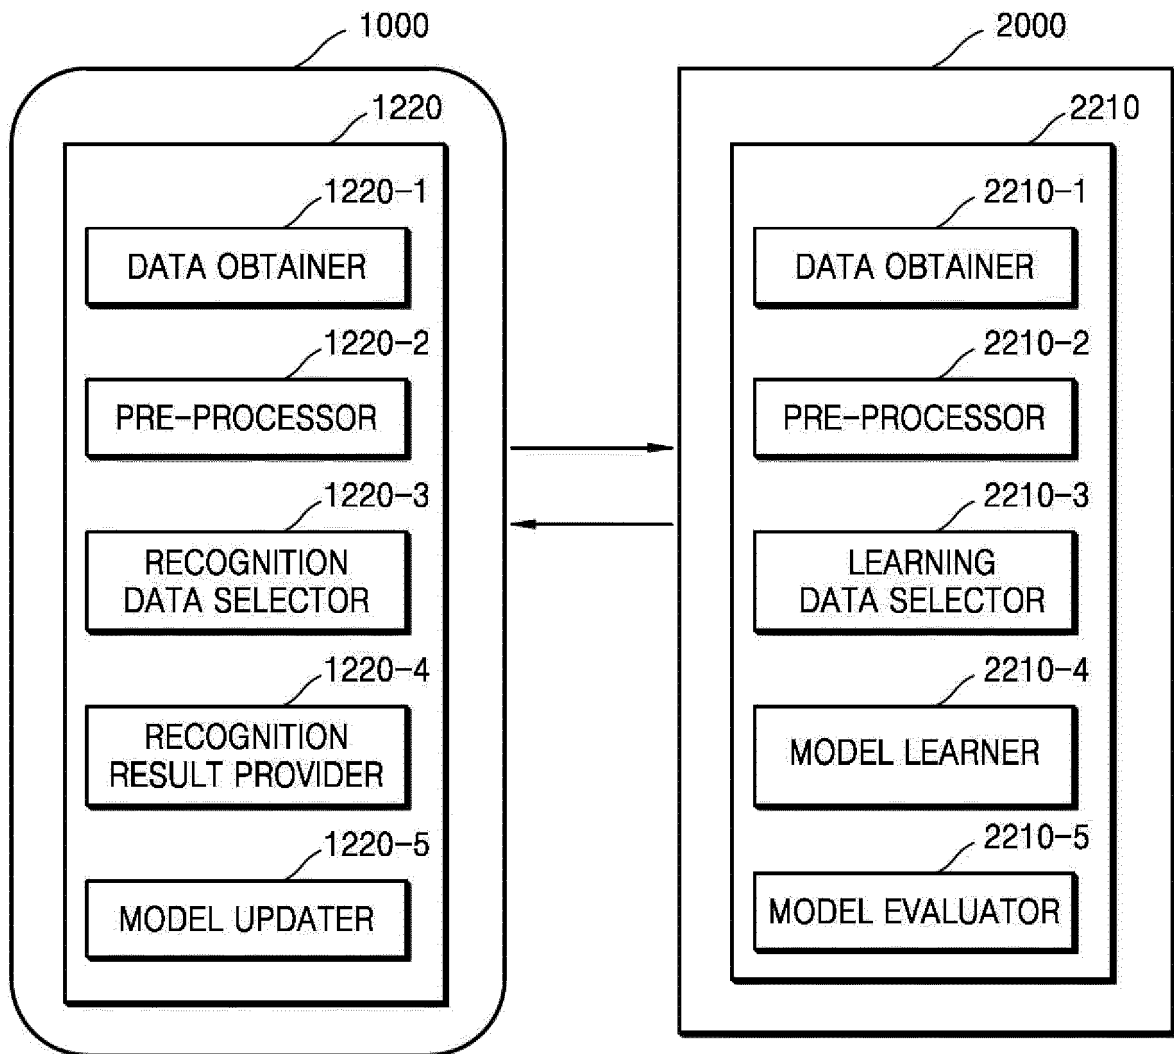 1000
1220
1220-1
DATA OBTAINER
1220-2
PRE-PROCESSOR
1220-3
RECOGNITION
DATA SELECTOR
1220-4
RECOGNITION
RESULT PROVIDER
1220-5
MODEL UPDATER
2000
2210
2210-1
DATA OBTAINER
2210-2
PRE-PROCESSOR
2210-3
LEARNING
DATA SELECTOR
2210-4
MODEL LEARNER
2210-5
MODEL EVALUATOR